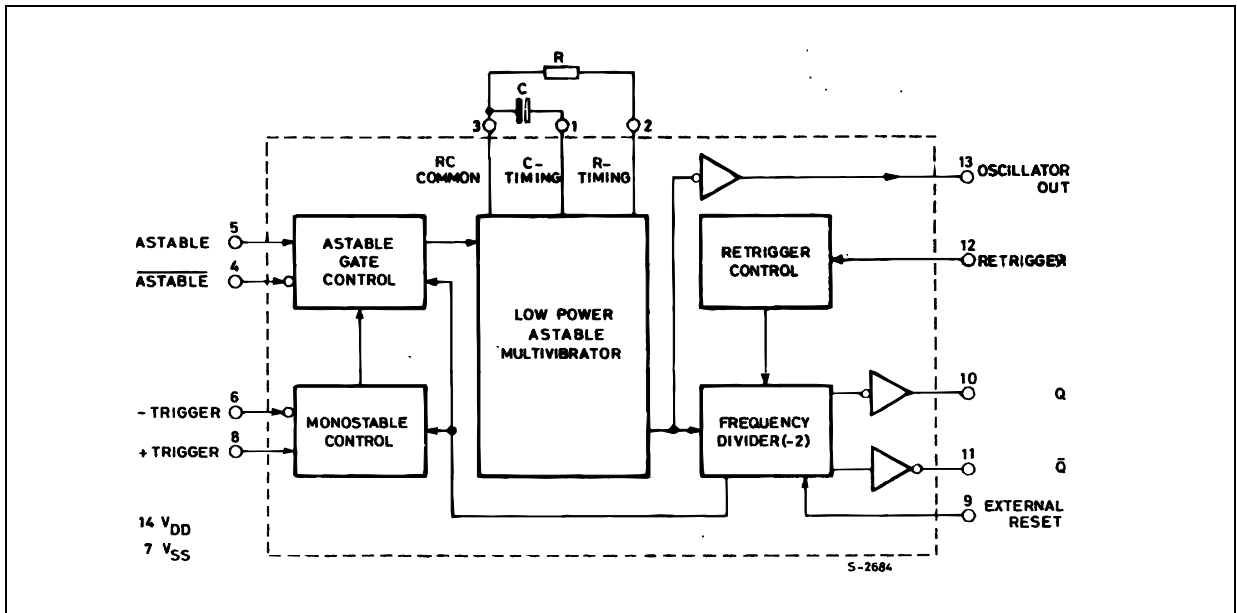 R
C
3
1
2
RC
COMMON
C-
TIMING
R-
TIMING
13
OSCILLATOR
OUT
5
ASTABLE
4
ASTABLE
ASTABLE
GATE
CONTROL
RETRIGGER
CONTROL
12
RETRIGGER
LOW POWER
ASTABLE
MULTIVIBRATOR
6
- TRIGGER
8
+ TRIGGER
MONOSTABLE
CONTROL
FREQUENCY
DIVIDER(-2)
10
Q
11
Q̄
9
EXTERNAL
RESET
14 VDD
7 VSS
S-2684